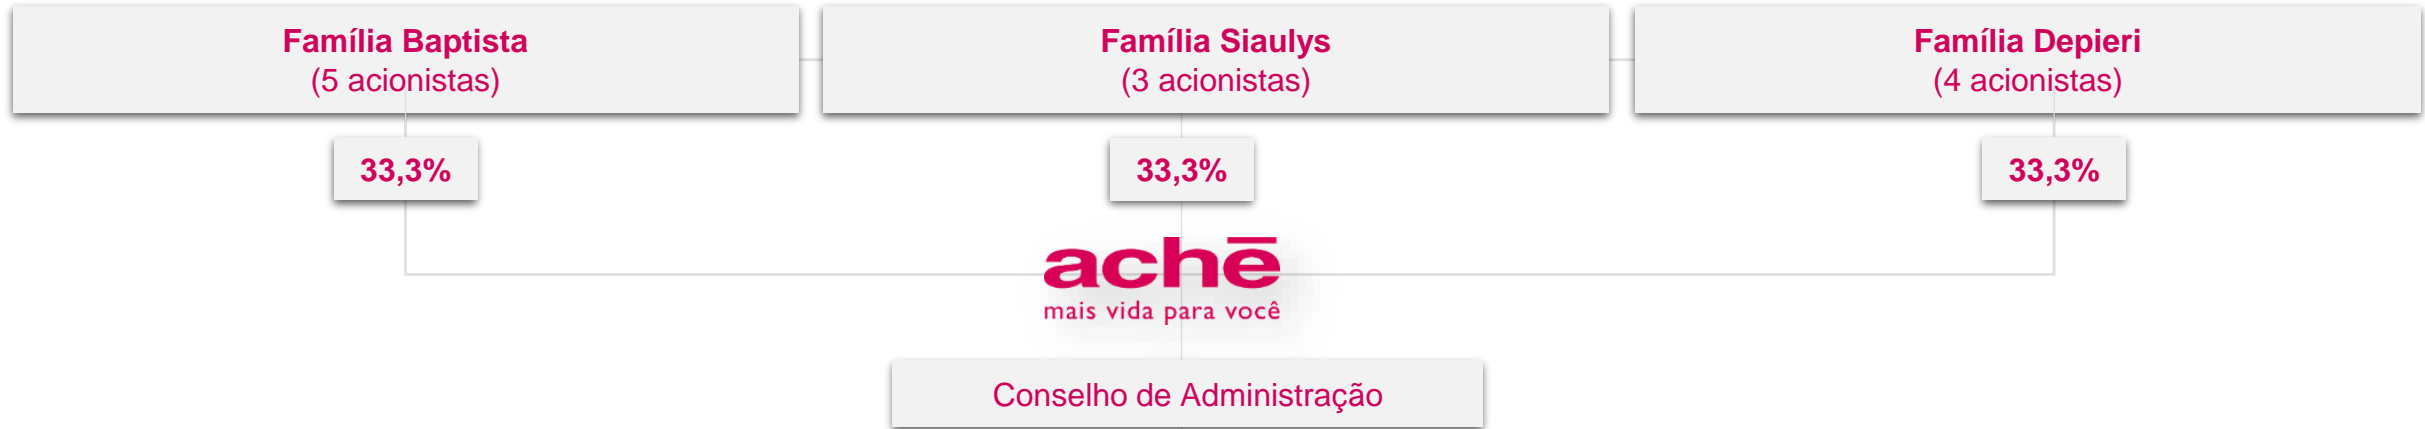 Família Baptista
(5 acionistas)
Família Siaulys
(3 acionistas)
Família Depieri
(4 acionistas)
33,3%
33,3%
33,3%
achē
mais vida para você
Conselho de Administração